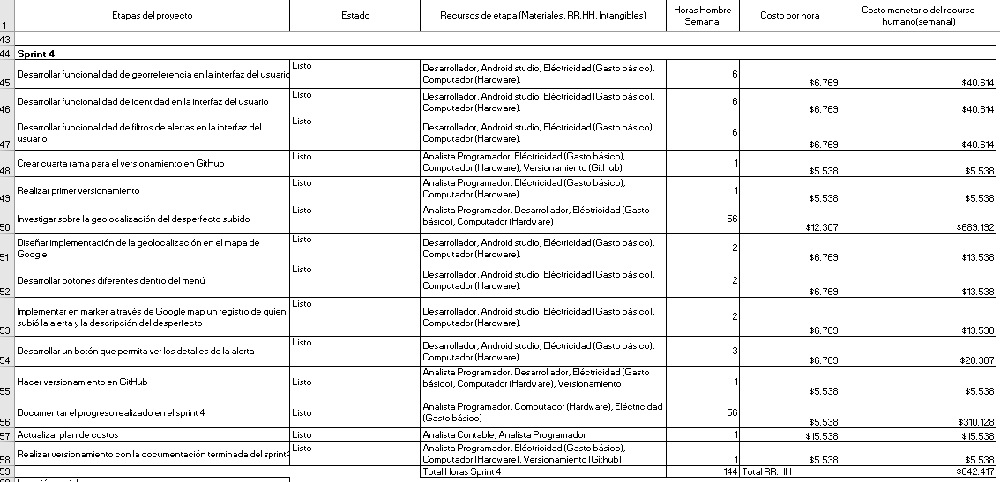 Etapas del proyecto Estado Recursos de etapa (Materiales, RR.HH, Intangibles) Horas Hombre Semanal Costo por hora Costo monetario del recurso humano(semanal)
1
43
44 Sprint 4
45 Desarrollar funcionalidad de georreferencia en la interfaz del usuario Listo Desarrollador, Android studio, Eléctricidad (Gasto básico), Computador (Hardware). 6 $6.769 $40.614
46 Desarrollar funcionalidad de identidad en la interfaz del usuario Listo Desarrollador, Android studio, Eléctricidad (Gasto básico), Computador (Hardware). 6 $6.769 $40.614
47 Desarrollar funcionalidad de filtros de alertas en la interfaz del usuario Listo Desarrollador, Android studio, Eléctricidad (Gasto básico), Computador (Hardware). 6 $6.769 $40.614
48 Crear cuarta rama para el versionamiento en GitHub Listo Analista Programador, Eléctricidad (Gasto básico), Computador (Hardware), Versionamiento (GitHub) 1 $5.538 $5.538
49 Realizar primer versionamiento Listo Analista Programador, Eléctricidad (Gasto básico), Computador (Hardware) 1 $5.538 $5.538
50 Investigar sobre la geolocalización del desperfecto subido Listo Analista Programador, Desarrollador, Eléctricidad (Gasto básico), Computador (Hardware) 56 $12.307 $689.192
51 Diseñar implementación de la geolocalización en el mapa de Google Listo Desarrollador, Android studio, Eléctricidad (Gasto básico), Computador (Hardware). 2 $6.769 $13.538
52 Desarrollar botones diferentes dentro del menú Listo Desarrollador, Android studio, Eléctricidad (Gasto básico), Computador (Hardware). 2 $6.769 $13.538
53 Implementar en marker a través de Google map un registro de quien subió la alerta y la descripción del desperfecto Listo Desarrollador, Android studio, Eléctricidad (Gasto básico), Computador (Hardware). 2 $6.769 $13.538
54 Desarrollar un botón que permita ver los detalles de la alerta Listo Desarrollador, Android studio, Eléctricidad (Gasto básico), Computador (Hardware). 3 $6.769 $20.307
55 Hacer versionamiento en GitHub Listo Analista Programador, Desarrollador, Eléctricidad (Gasto básico), Computador (Hardware), Versionamiento 1 $5.538 $5.538
56 Documentar el progreso realizado en el sprint 4 Listo Analista Programador, Computador (Hardware), Eléctricidad (Gasto básico) 56 $5.538 $310.128
57 Actualizar plan de costos Listo Analista Contable, Analista Programador 1 $15.538 $15.538
58 Realizar versionamiento con la documentación terminada del sprint4 Listo Analista Programador, Eléctricidad (Gasto básico), Computador (Hardware), Versionamiento (Github) 1 $5.538 $5.538
59 Total Horas Sprint 4 144 Total RR.HH $842.417